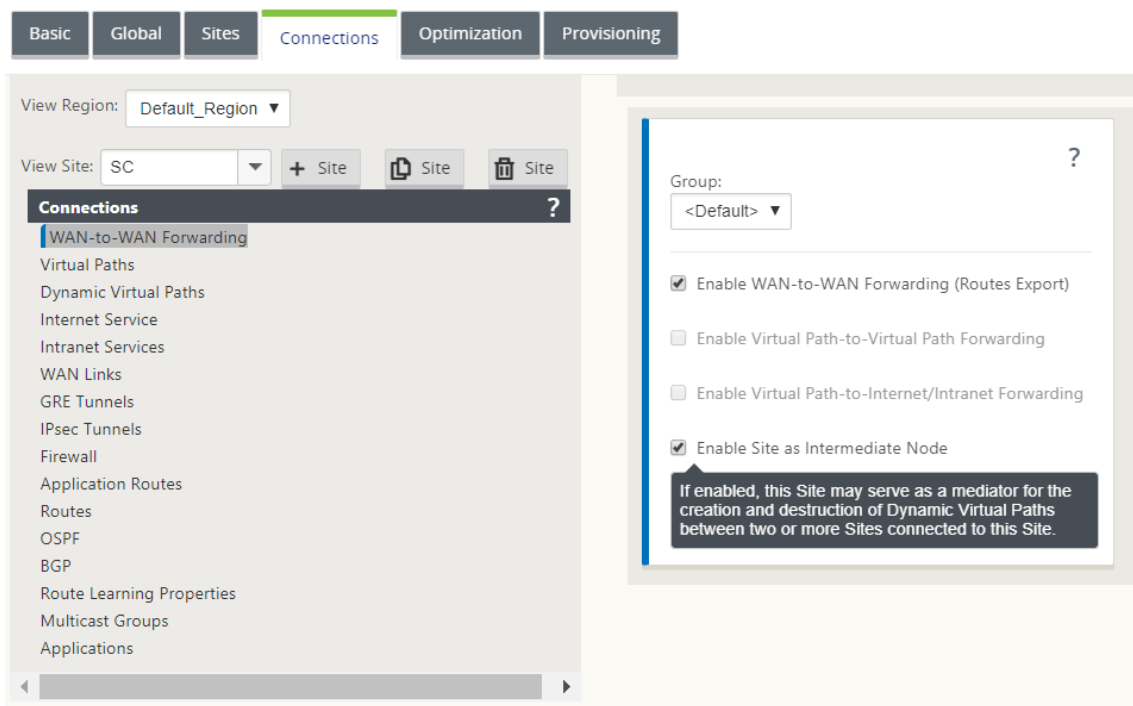 Basic
Global
Sites
Connections
Optimization
Provisioning
View Region:
Default_Region ▼
View Site:
SC
+ Site
Site
Site
Connections ?
WAN-to-WAN Forwarding
Virtual Paths
Dynamic Virtual Paths
Internet Service
Intranet Services
WAN Links
GRE Tunnels
IPsec Tunnels
Firewall
Application Routes
Routes
OSPF
BGP
Route Learning Properties
Multicast Groups
Applications
?
Group:
<Default> ▼
Enable WAN-to-WAN Forwarding (Routes Export)
Enable Virtual Path-to-Virtual Path Forwarding
Enable Virtual Path-to-Internet/Intranet Forwarding
Enable Site as Intermediate Node
If enabled, this Site may serve as a mediator for the
creation and destruction of Dynamic Virtual Paths
between two or more Sites connected to this Site.